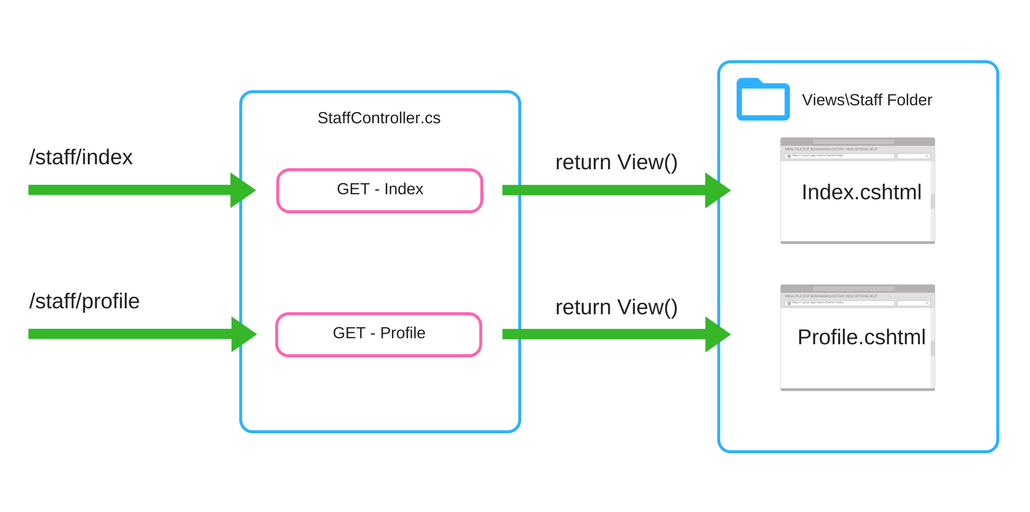 StaffController.cs
Views\Staff Folder
/staff/index
GET - Index
return View()
Index.cshtml
/staff/profile
GET - Profile
return View()
Profile.cshtml